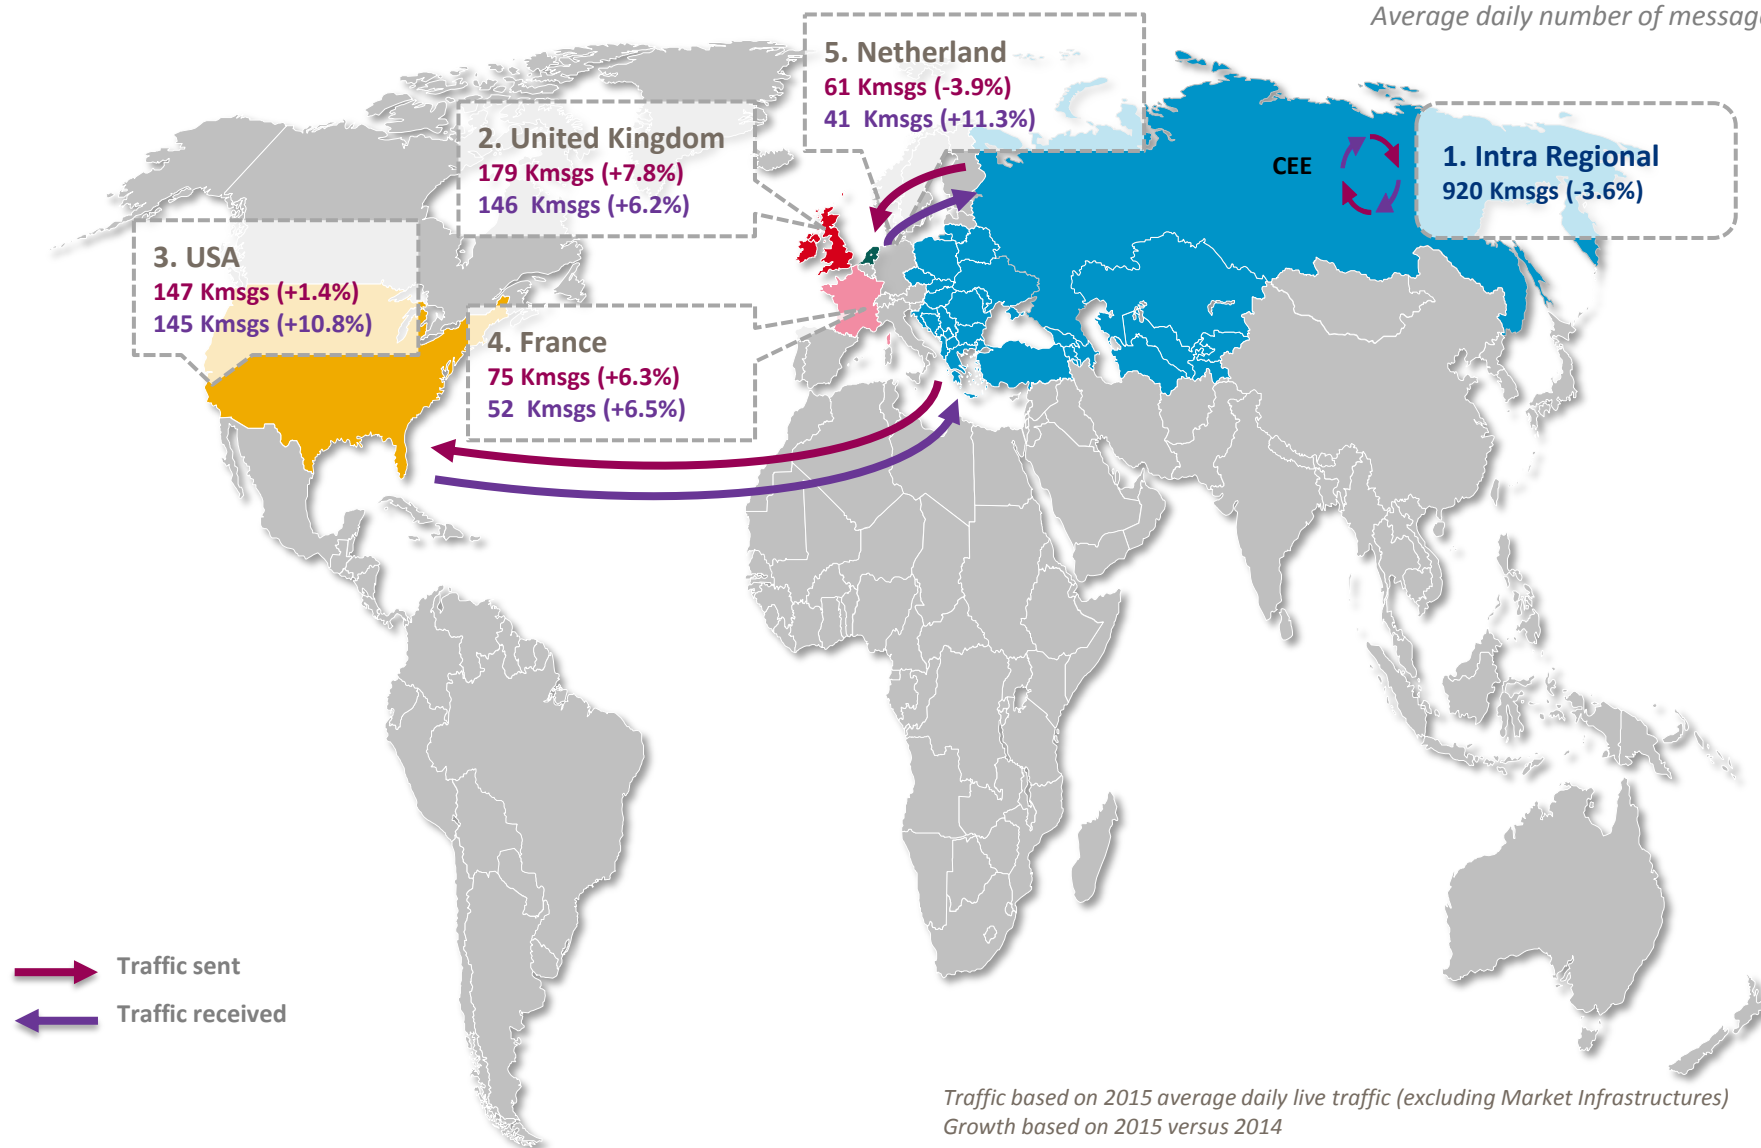 Average daily number of message
5. Netherland
61 Kmsgs (-3.9%)
41 Kmsgs (+11.3%)
2. United Kingdom
179 Kmsgs (+7.8%)
146 Kmsgs (+6.2%)
CEE
1. Intra Regional
920 Kmsgs (-3.6%)
3. USA
147 Kmsgs (+1.4%)
145 Kmsgs (+10.8%)
4. France
75 Kmsgs (+6.3%)
52 Kmsgs (+6.5%)
Traffic sent
Traffic received
Traffic based on 2015 average daily live traffic (excluding Market Infrastructures)
Growth based on 2015 versus 2014